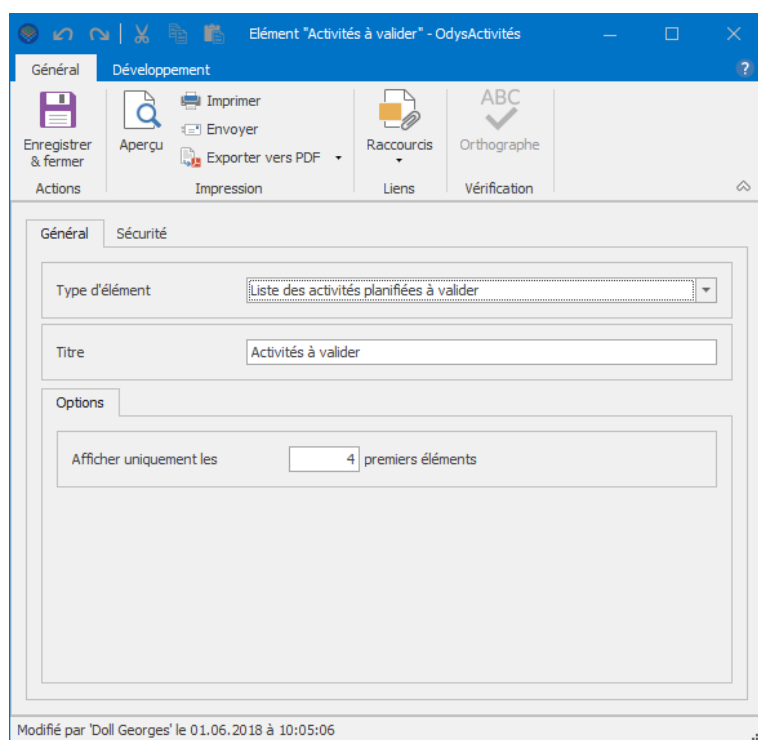 Elément "Activités à valider" - OdysActivités
Général Développement
Enregistrer & fermer
Aperçu
Imprimer
Envoyer
Exporter vers PDF
Raccourcis
ABC
Orthographe
Actions Impression Liens Vérification
Général Sécurité
Type d'élément Liste des activités planifiées à valider
Titre Activités à valider
Options
Afficher uniquement les 4 premiers éléments
Modifié par 'Doll Georges' le 01.06.2018 à 10:05:06